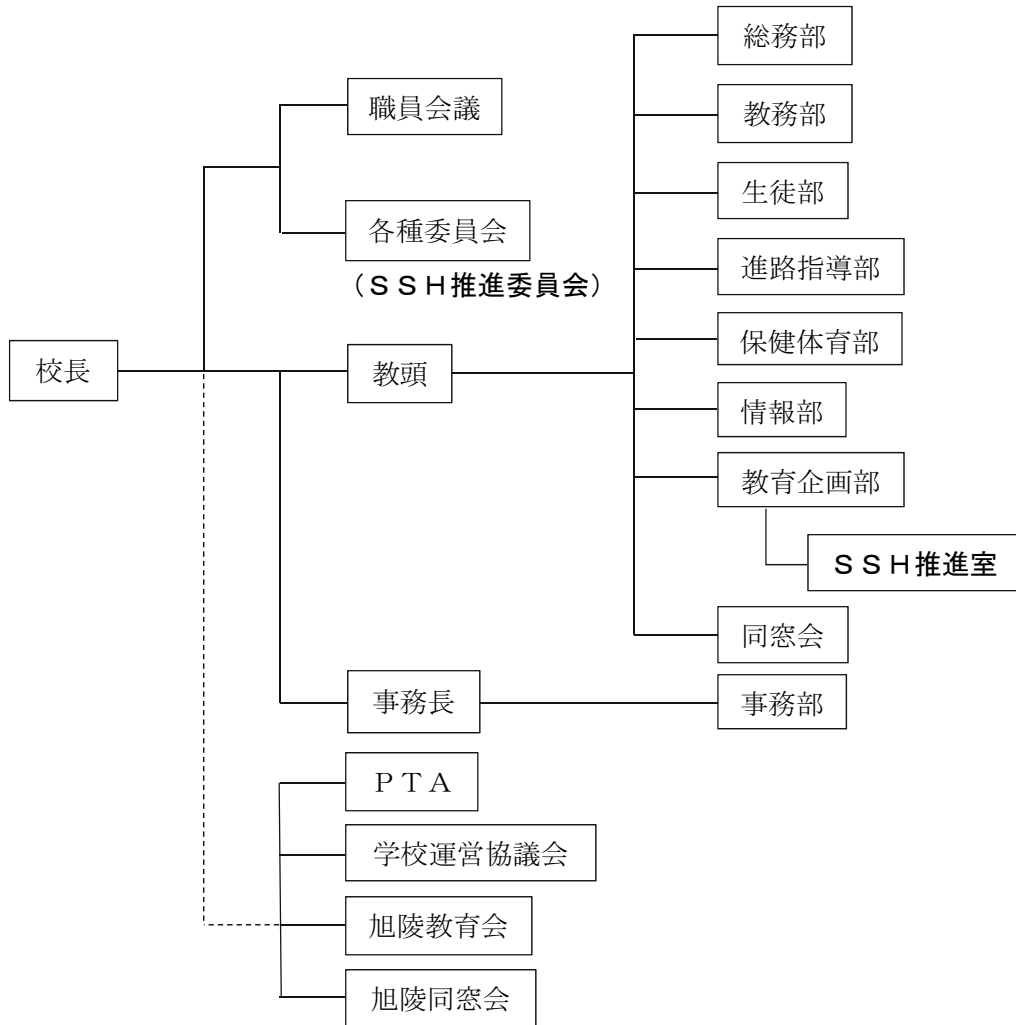 総務部
職員会議
教務部
生徒部
各種委員会
（ＳＳＨ推進委員会）
進路指導部
保健体育部
校長
教頭
情報部
教育企画部
ＳＳＨ推進室
同窓会
事務長
事務部
ＰＴＡ
学校運営協議会
旭陵教育会
旭陵同窓会